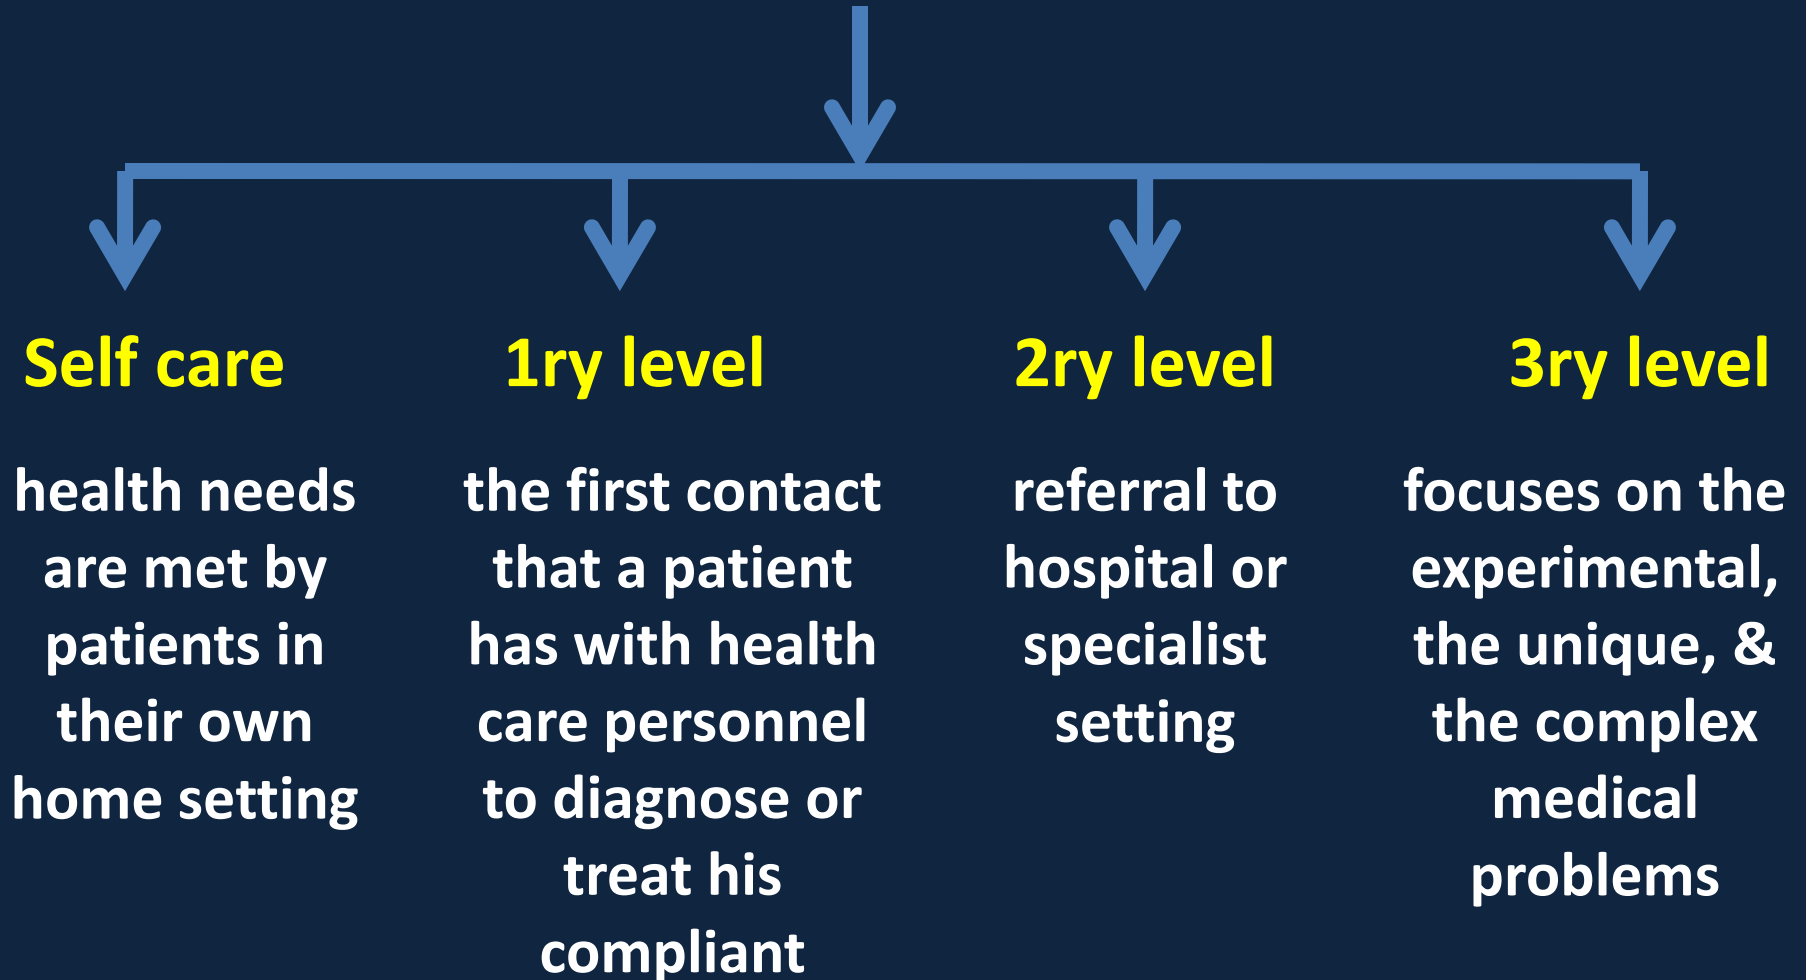 Self care
health needs
are met by
patients in
their own
home setting
1ry level
the first contact
that a patient
has with health
care personnel
to diagnose or
treat his
compliant
2ry level
referral to
hospital or
specialist
setting
3ry level
focuses on the
experimental,
the unique, &
the complex
medical
problems